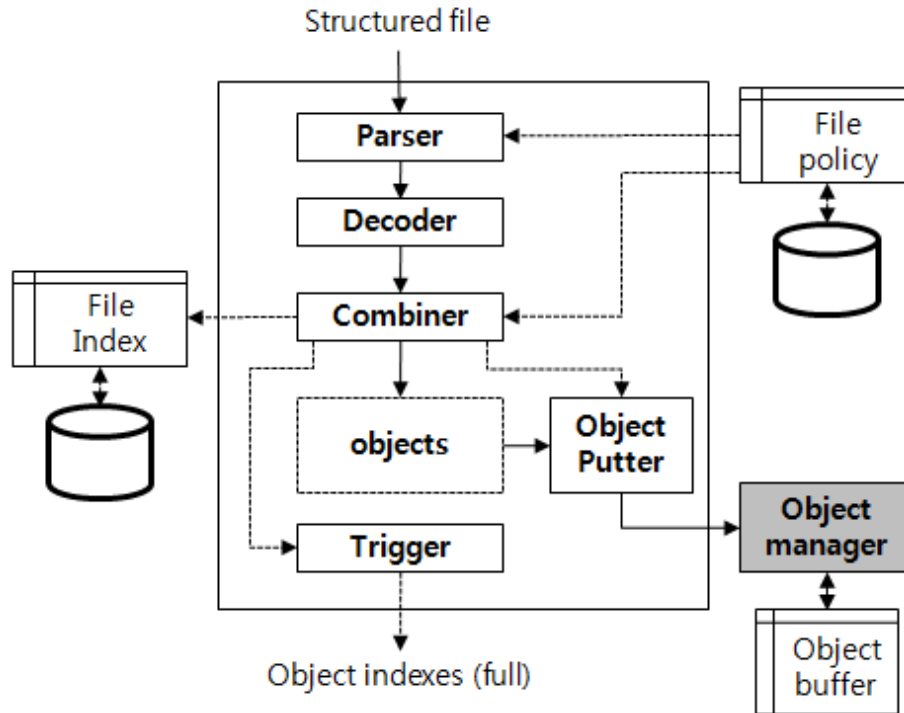 Structured file
Parser
File
policy
Decoder
File
Index
Combiner
objects
Object
Putter
Object
manager
Trigger
Object indexes (full)
Object
buffer